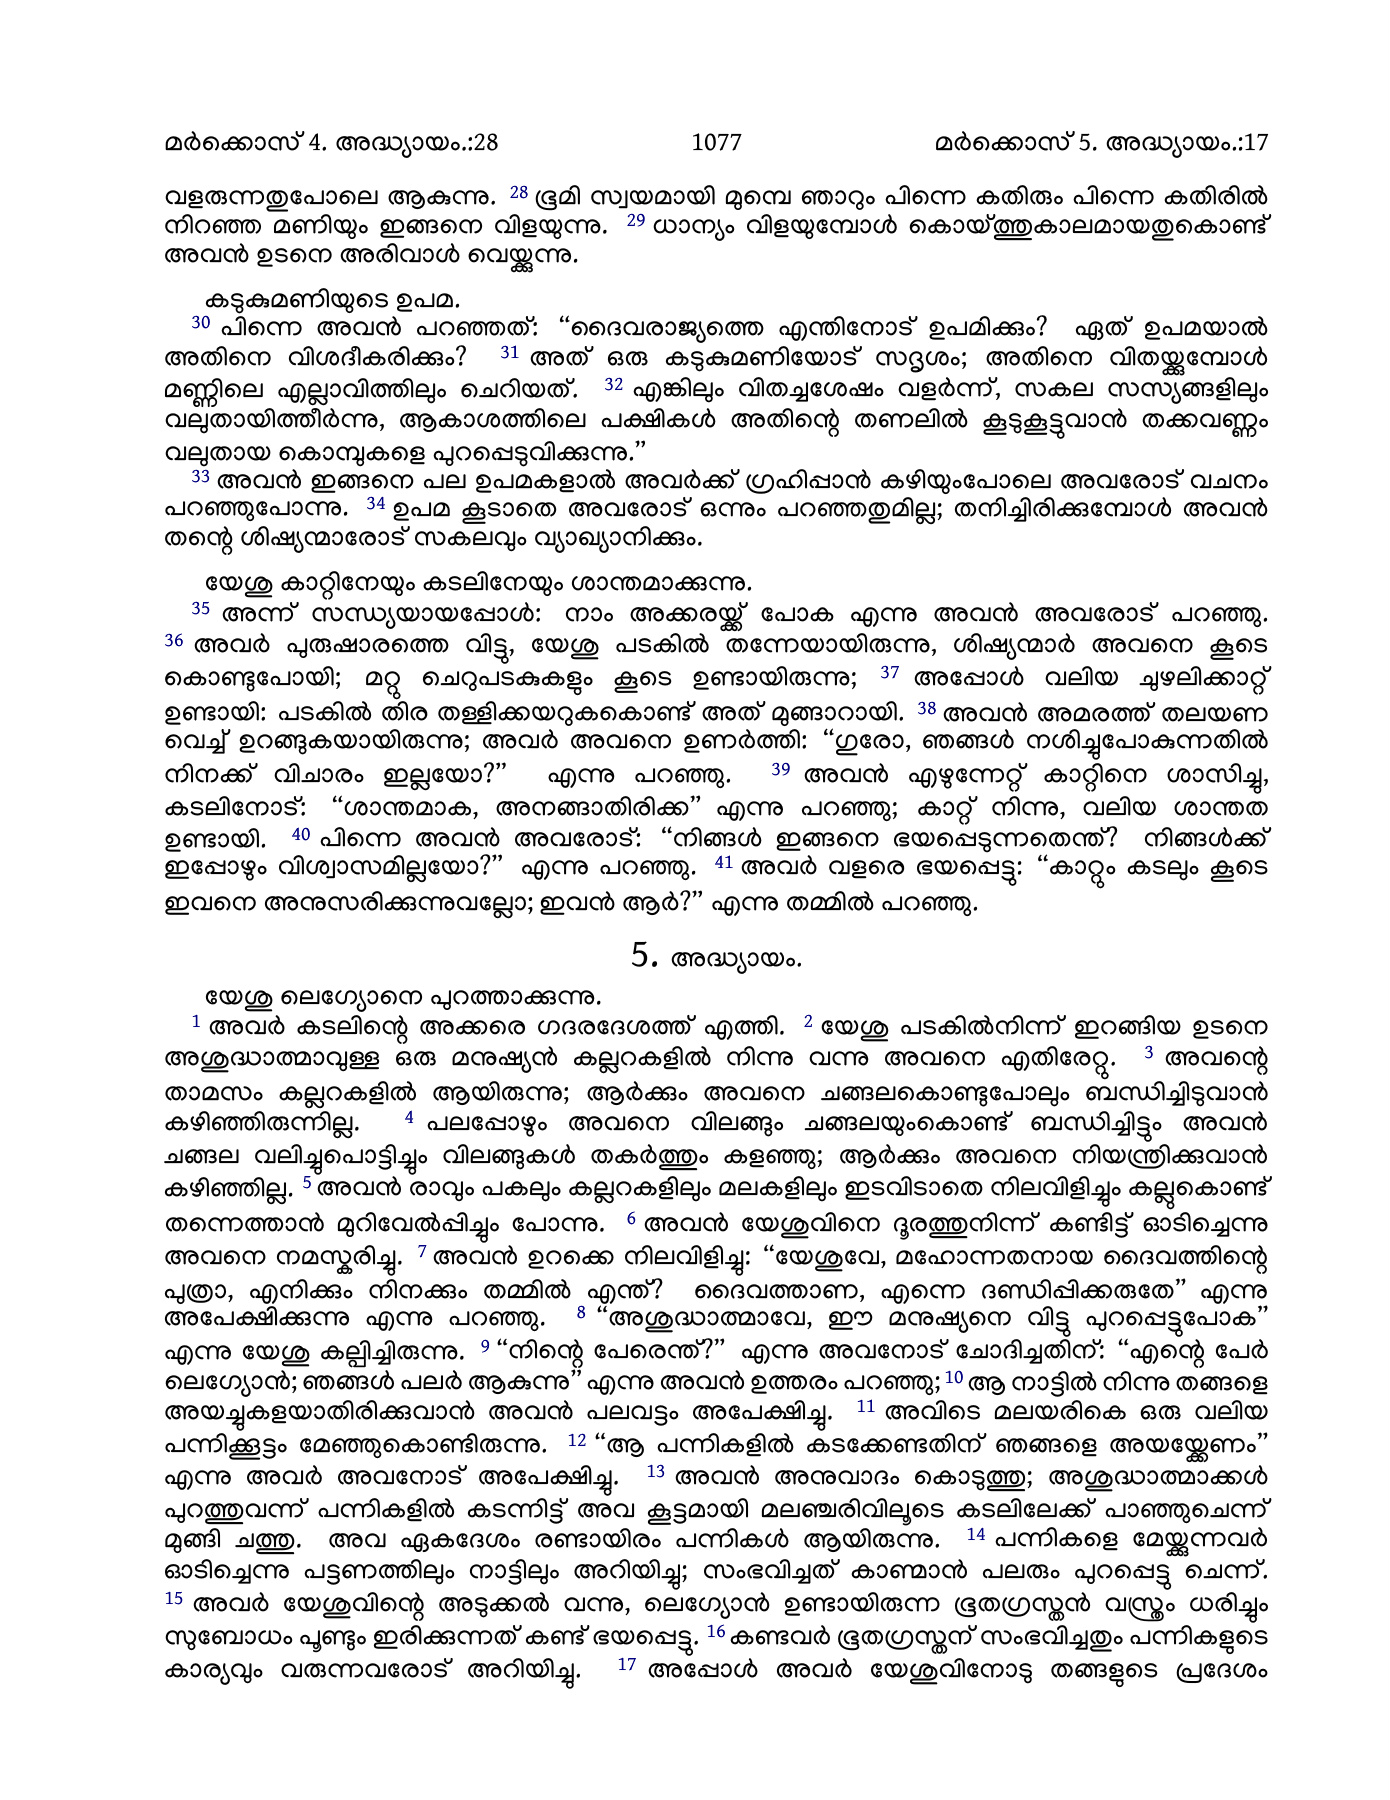 മർക്കൊസ് 4. അദ്ധ്യായം.:28 1077 മർക്കൊസ് 5. അദ്ധ്യായം.:17
വളരുന്നതുപോലെ ആകുന്നു. 28 ഭൂമി സ്വയമായി മുമ്പെ ഞാറും പിന്നെ കതിരും പിന്നെ കതിരിൽ
നിറഞ്ഞ മണിയും ഇങ്ങനെ വിളയുന്നു. 29 ധാന്യം വിളയുമ്പോൾ കൊയ്ത്തുകാലമായതുകൊണ്ട്
അവൻ ഉടനെ അരിവാൾ വെയ്ക്കുന്നു.
കടുകുമണിയുടെ ഉപമ.
30 പിന്നെ അവൻ പറഞ്ഞത്: “ദൈവരാജ്യത്തെ എന്തിനോട് ഉപമിക്കും? ഏത് ഉപമയാൽ
അതിനെ വിശദീകരിക്കും? 31 അത് ഒരു കടുകുമണിയോട് സദൃശം; അതിനെ വിതയ്ക്കുമ്പോൾ
മണ്ണിലെ എല്ലാവിത്തിലും ചെറിയത്. 32 എങ്കിലും വിതച്ചശേഷം വളർന്ന്, സകല സസ്യങ്ങളിലും
വലുതായിത്തീർന്നു, ആകാശത്തിലെ പക്ഷികൾ അതിന്റെ തണലിൽ കൂടുകൂട്ടുവാൻ തക്കവണ്ണം
വലുതായ കൊമ്പുകളെ പുറപ്പെടുവിക്കുന്നു.”
33 അവൻ ഇങ്ങനെ പല ഉപമകളാൽ അവർക്ക് ഗ്രഹിപ്പാൻ കഴിയുംപോലെ അവരോട് വചനം
പറഞ്ഞുപോന്നു. 34 ഉപമ കൂടാതെ അവരോട് ഒന്നും പറഞ്ഞതുമില്ല; തനിച്ചിരിക്കുമ്പോൾ അവൻ
തന്റെ ശിഷ്യന്മാരോട് സകലവും വ്യാഖ്യാനിക്കും.
യേശു കാറ്റിനേയും കടലിനേയും ശാന്തമാക്കുന്നു.
35 അന്ന് സന്ധ്യയായപ്പോൾ: നാം അക്കരയ്ക്ക് പോക എന്നു അവൻ അവരോട് പറഞ്ഞു.
36 അവർ പുരുഷാരത്തെ വിട്ടു, യേശു പടകിൽ തന്നേയായിരുന്നു, ശിഷ്യന്മാർ അവനെ കൂടെ
കൊണ്ടുപോയി; മറ്റു ചെറുപടകുകളും കൂടെ ഉണ്ടായിരുന്നു; 37 അപ്പോൾ വലിയ ചുഴലിക്കാറ്റ്
ഉണ്ടായി: പടകിൽ തിര തള്ളിക്കയറുകകൊണ്ട് അത് മുങ്ങാറായി. 38 അവൻ അമരത്ത് തലയണ
വെച്ച് ഉറങ്ങുകയായിരുന്നു; അവർ അവനെ ഉണർത്തി: “ഗുരോ, ഞങ്ങൾ നശിച്ചുപോകുന്നതിൽ
നിനക്ക് വിചാരം ഇല്ലയോ?” എന്നു പറഞ്ഞു. 39 അവൻ എഴുന്നേറ്റ് കാറ്റിനെ ശാസിച്ചു,
കടലിനോട്: “ശാന്തമാക, അനങ്ങാതിരിക്ക” എന്നു പറഞ്ഞു; കാറ്റ് നിന്നു, വലിയ ശാന്തത
ഉണ്ടായി. 40 പിന്നെ അവൻ അവരോട്: “നിങ്ങൾ ഇങ്ങനെ ഭയപ്പെടുന്നതെന്ത്? നിങ്ങൾക്ക്
ഇപ്പോഴും വിശ്വാസമില്ലയോ?” എന്നു പറഞ്ഞു. 41 അവർ വളരെ ഭയപ്പെട്ടു: “കാറ്റും കടലും കൂടെ
ഇവനെ അനുസരിക്കുന്നുവല്ലോ; ഇവൻ ആർ?” എന്നു തമ്മിൽ പറഞ്ഞു.
5. അദ്ധ്യായം.
യേശു ലെഗ്യോനെ പുറത്താക്കുന്നു.
1 അവർ കടലിന്റെ അക്കരെ ഗദരദേശത്ത് എത്തി. 2 യേശു പടകിൽനിന്ന് ഇറങ്ങിയ ഉടനെ
അശുദ്ധാത്മാവുള്ള ഒരു മനുഷ്യൻ കല്ലറകളിൽ നിന്നു വന്നു അവനെ എതിരേറ്റു. 3 അവന്റെ
താമസം കല്ലറകളിൽ ആയിരുന്നു; ആർക്കും അവനെ ചങ്ങലകൊണ്ടുപോലും ബന്ധിച്ചിടുവാൻ
കഴിഞ്ഞിരുന്നില്ല. 4 പലപ്പോഴും അവനെ വിലങ്ങും ചങ്ങലയുംകൊണ്ട് ബന്ധിച്ചിട്ടും അവൻ
ചങ്ങല വലിച്ചുപൊട്ടിച്ചും വിലങ്ങുകൾ തകർത്തും കളഞ്ഞു; ആർക്കും അവനെ നിയന്ത്രിക്കുവാൻ
കഴിഞ്ഞില്ല. 5 അവൻ രാവും പകലും കല്ലറകളിലും മലകളിലും ഇടവിടാതെ നിലവിളിച്ചും കല്ലുകൊണ്ട്
തന്നെത്താൻ മുറിവേൽപ്പിച്ചും പോന്നു. 6 അവൻ യേശുവിനെ ദൂരത്തുനിന്ന് കണ്ടിട്ട് ഓടിച്ചെന്നു
അവനെ നമസ്കരിച്ചു. 7 അവൻ ഉറക്കെ നിലവിളിച്ചു: “യേശുവേ, മഹോന്നതനായ ദൈവത്തിന്റെ
പുത്രാ, എനിക്കും നിനക്കും തമ്മിൽ എന്ത്? ദൈവത്താണ, എന്നെ ദണ്ഡിപ്പിക്കരുതേ” എന്നു
അപേക്ഷിക്കുന്നു എന്നു പറഞ്ഞു. 8 “അശുദ്ധാത്മാവേ, ഈ മനുഷ്യനെ വിട്ടു പുറപ്പെട്ടുപോക”
എന്നു യേശു കല്പിച്ചിരുന്നു. 9 “നിന്റെ പേരെന്ത്?” എന്നു അവനോട് ചോദിച്ചതിന്: “എന്റെ പേർ
ലെഗ്യോൻ; ഞങ്ങൾ പലർ ആകുന്നു” എന്നു അവൻ ഉത്തരം പറഞ്ഞു; 10 ആ നാട്ടിൽ നിന്നു തങ്ങളെ
അയച്ചുകളയാതിരിക്കുവാൻ അവൻ പലവട്ടം അപേക്ഷിച്ചു. 11 അവിടെ മലയരികെ ഒരു വലിയ
പന്നിക്കൂട്ടം മേഞ്ഞുകൊണ്ടിരുന്നു. 12 “ആ പന്നികളിൽ കടക്കേണ്ടതിന് ഞങ്ങളെ അയയ്ക്കേണം”
എന്നു അവർ അവനോട് അപേക്ഷിച്ചു. 13 അവൻ അനുവാദം കൊടുത്തു; അശുദ്ധാത്മാക്കൾ
പുറത്തുവന്ന് പന്നികളിൽ കടന്നിട്ട് അവ കൂട്ടമായി മലഞ്ചരിവിലൂടെ കടലിലേക്ക് പാഞ്ഞുചെന്ന്
മുങ്ങി ചത്തു. അവ ഏകദേശം രണ്ടായിരം പന്നികൾ ആയിരുന്നു. 14 പന്നികളെ മേയ്ക്കുന്നവർ
ഓടിച്ചെന്നു പട്ടണത്തിലും നാട്ടിലും അറിയിച്ചു; സംഭവിച്ചത് കാണ്മാൻ പലരും പുറപ്പെട്ടു ചെന്ന്.
15 അവർ യേശുവിന്റെ അടുക്കൽ വന്നു, ലെഗ്യോൻ ഉണ്ടായിരുന്ന ഭൂതഗ്രസ്തൻ വസ്ത്രം ധരിച്ചും
സുബോധം പൂണ്ടും ഇരിക്കുന്നത് കണ്ട് ഭയപ്പെട്ടു. 16 കണ്ടവർ ഭൂതഗ്രസ്തന് സംഭവിച്ചതും പന്നികളുടെ
കാര്യവും വരുന്നവരോട് അറിയിച്ചു. 17 അപ്പോൾ അവർ യേശുവിനോടു തങ്ങളുടെ പ്രദേശം